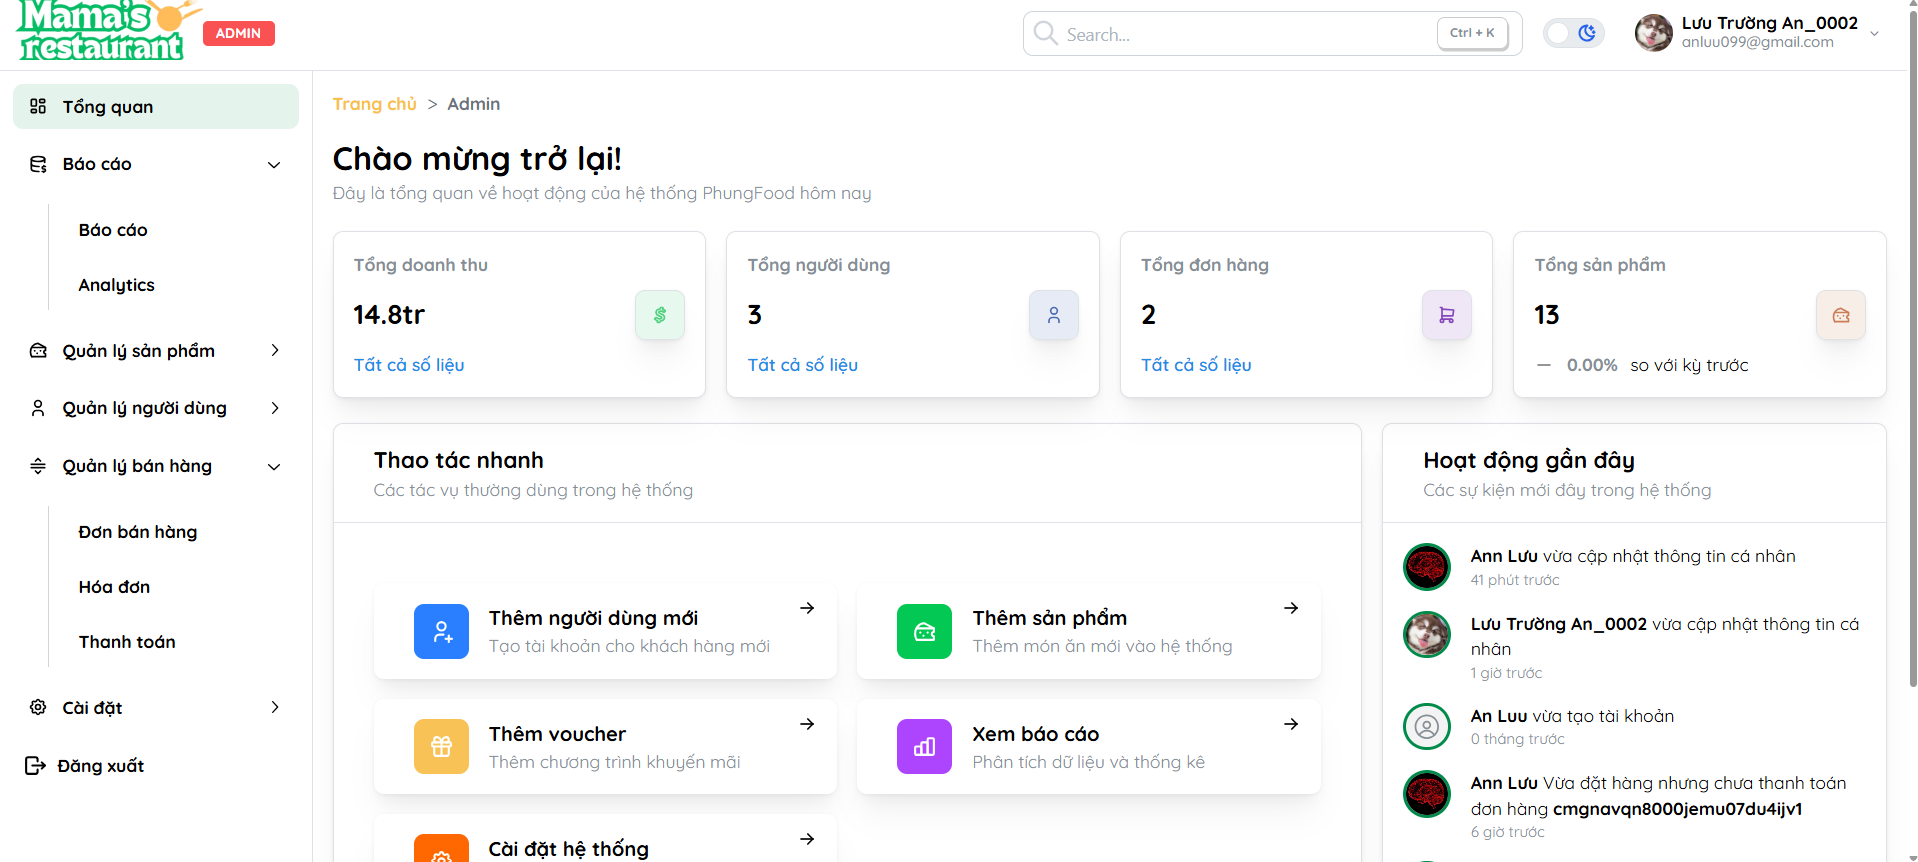 Mama's
restaurant
ADMIN
Search...
Ctrl + K
Lưu Trường An_0002
anluu099@gmail.com
Tổng quan
Báo cáo
Báo cáo
Analytics
Quản lý sản phẩm
Quản lý người dùng
Quản lý bán hàng
Đơn bán hàng
Hóa đơn
Thanh toán
Cài đặt
Đăng xuất
Trang chủ > Admin
Chào mừng trở lại!
Đây là tổng quan về hoạt động của hệ thống PhungFood hôm nay
Tổng doanh thu
14.8tr
Tất cả số liệu
Tổng người dùng
3
Tất cả số liệu
Tổng đơn hàng
2
Tất cả số liệu
Tổng sản phẩm
13
— 0.00% so với kỳ trước
Thao tác nhanh
Các tác vụ thường dùng trong hệ thống
Thêm người dùng mới
Tạo tài khoản cho khách hàng mới
Thêm sản phẩm
Thêm món ăn mới vào hệ thống
Thêm voucher
Thêm chương trình khuyến mãi
Xem báo cáo
Phân tích dữ liệu và thống kê
Cài đặt hệ thống
Hoạt động gần đây
Các sự kiện mới đây trong hệ thống
Ann Lưu vừa cập nhật thông tin cá nhân
41 phút trước
Lưu Trường An_0002 vừa cập nhật thông tin cá
nhân
1 giờ trước
An Luu vừa tạo tài khoản
0 tháng trước
Ann Lưu Vừa đặt hàng nhưng chưa thanh toán
đơn hàng cmgnavqn8000jemu07du4ijv1
6 giờ trước